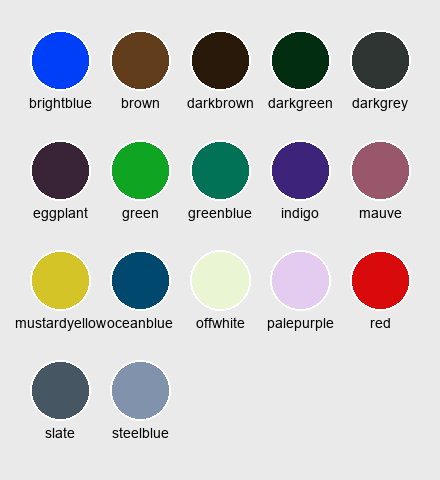 brightblue brown darkbrown darkgreen darkgrey
eggplant green greenblue indigo mauve
mustardyellow oceanblue offwhite palepurple red
slate steelblue